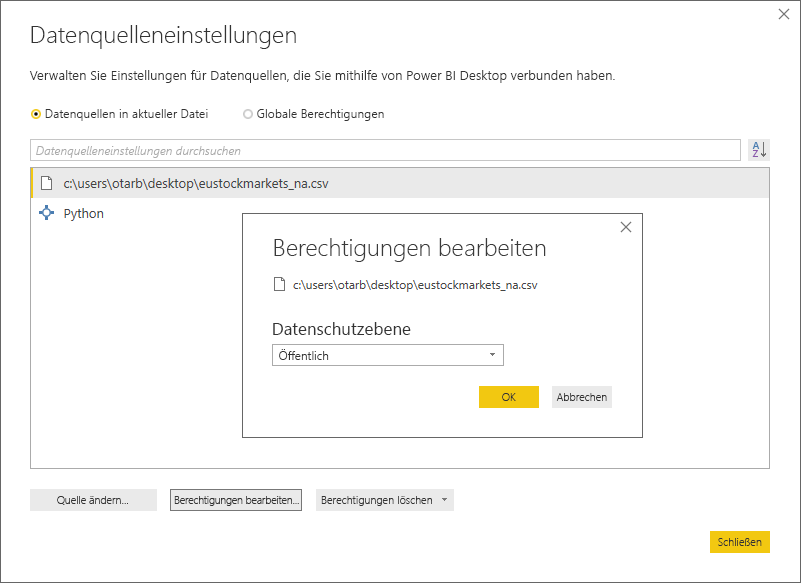 Datenquelleneinstellungen
Verwalten Sie Einstellungen für Datenquellen, die Sie mithilfe von Power BI Desktop verbunden haben.
Datenquellen in aktueller Datei Globale Berechtigungen
Datenquelleneinstellungen durchsuchen
A
Z
c:\users\otarb\desktop\eustockmarkets_na.csv
Python
Berechtigungen bearbeiten
c:\users\otarb\desktop\eustockmarkets_na.csv
Datenschutzebene
Öffentlich
OK Abbrechen
Quelle ändern... Berechtigungen bearbeiten... Berechtigungen löschen
Schließen